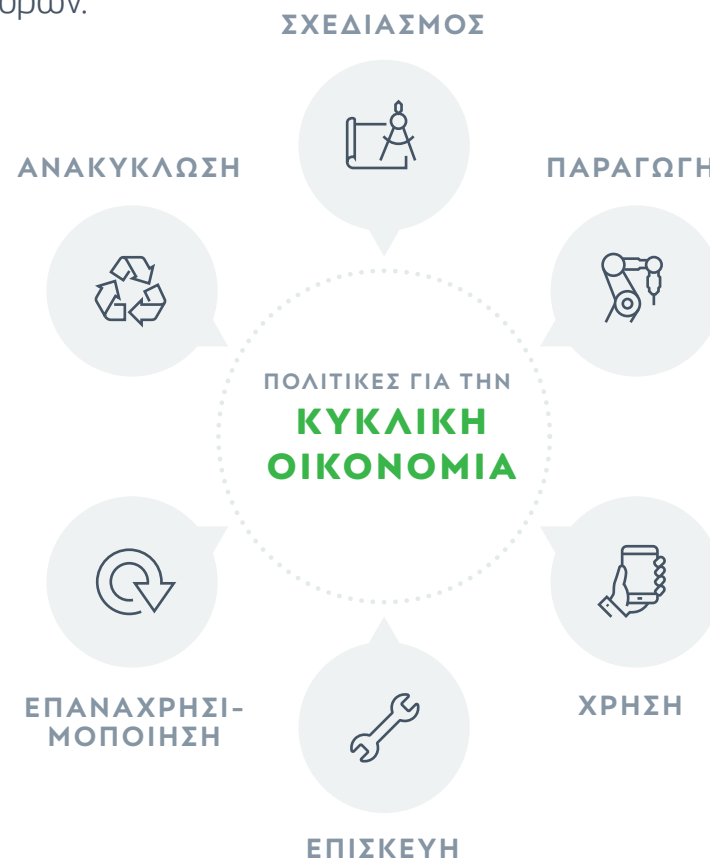 ΣΧΕΔΙΑΣΜΟΣ
ΑΝΑΚΥΚΛΩΣΗ
ΠΑΡΑΓΩΓΗ
ΠΟΛΙΤΙΚΕΣ ΓΙΑ ΤΗΝ
ΚΥΚΛΙΚΗ
ΟΙΚΟΝΟΜΙΑ
ΕΠΑΝΑΧΡΗΣΙ-
ΜΟΠΟΙΗΣΗ
ΧΡΗΣΗ
ΕΠΙΣΚΕΥΗ